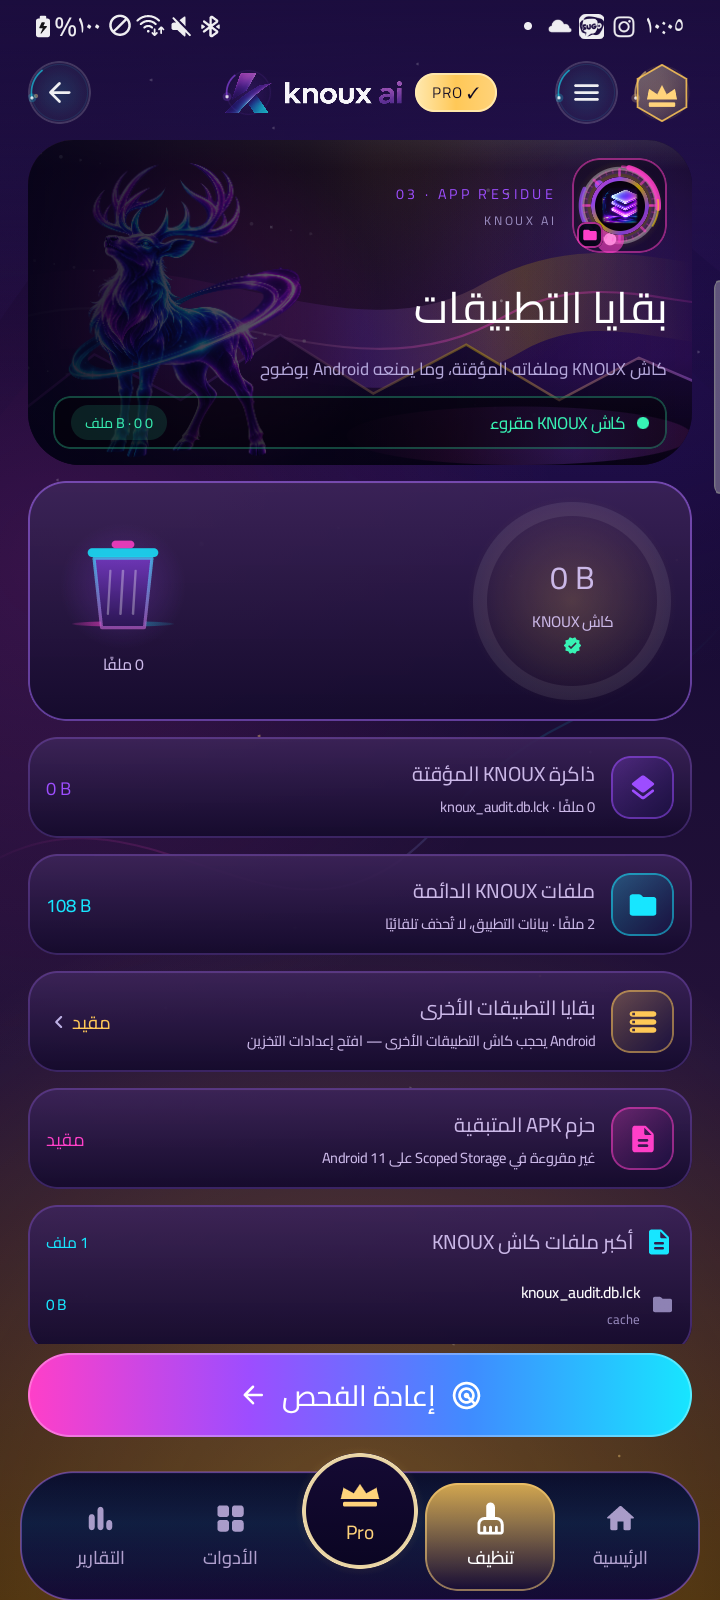 ١٠:٠٥
%١٠٠
knoux ai
PRO ✓
03 · APP RESIDUE
KNOUX AI
بقايا التطبيقات
كاش KNOUX وملفاته المؤقتة، وما يمنعه Android بوضوح
كاش KNOUX مقروء
0 B · 0 ملف
0 B
كاش KNOUX
0 ملفًا
ذاكرة KNOUX المؤقتة
0 ملفًا · knoux_audit.db.lck
0 B
ملفات KNOUX الدائمة
2 ملفًا · بيانات التطبيق، لا تُحذف تلقائيًا
108 B
بقايا التطبيقات الأخرى
Android يحجب كاش التطبيقات الأخرى — افتح إعدادات التخزين
مقيد
حزم APK المتبقية
غير مقروءة في Scoped Storage على Android 11
مقيد
أكبر ملفات كاش KNOUX
1 ملف
knoux_audit.db.lck
cache
0 B
إعادة الفحص
الرئيسية
تنظيف
Pro
الأدوات
التقارير